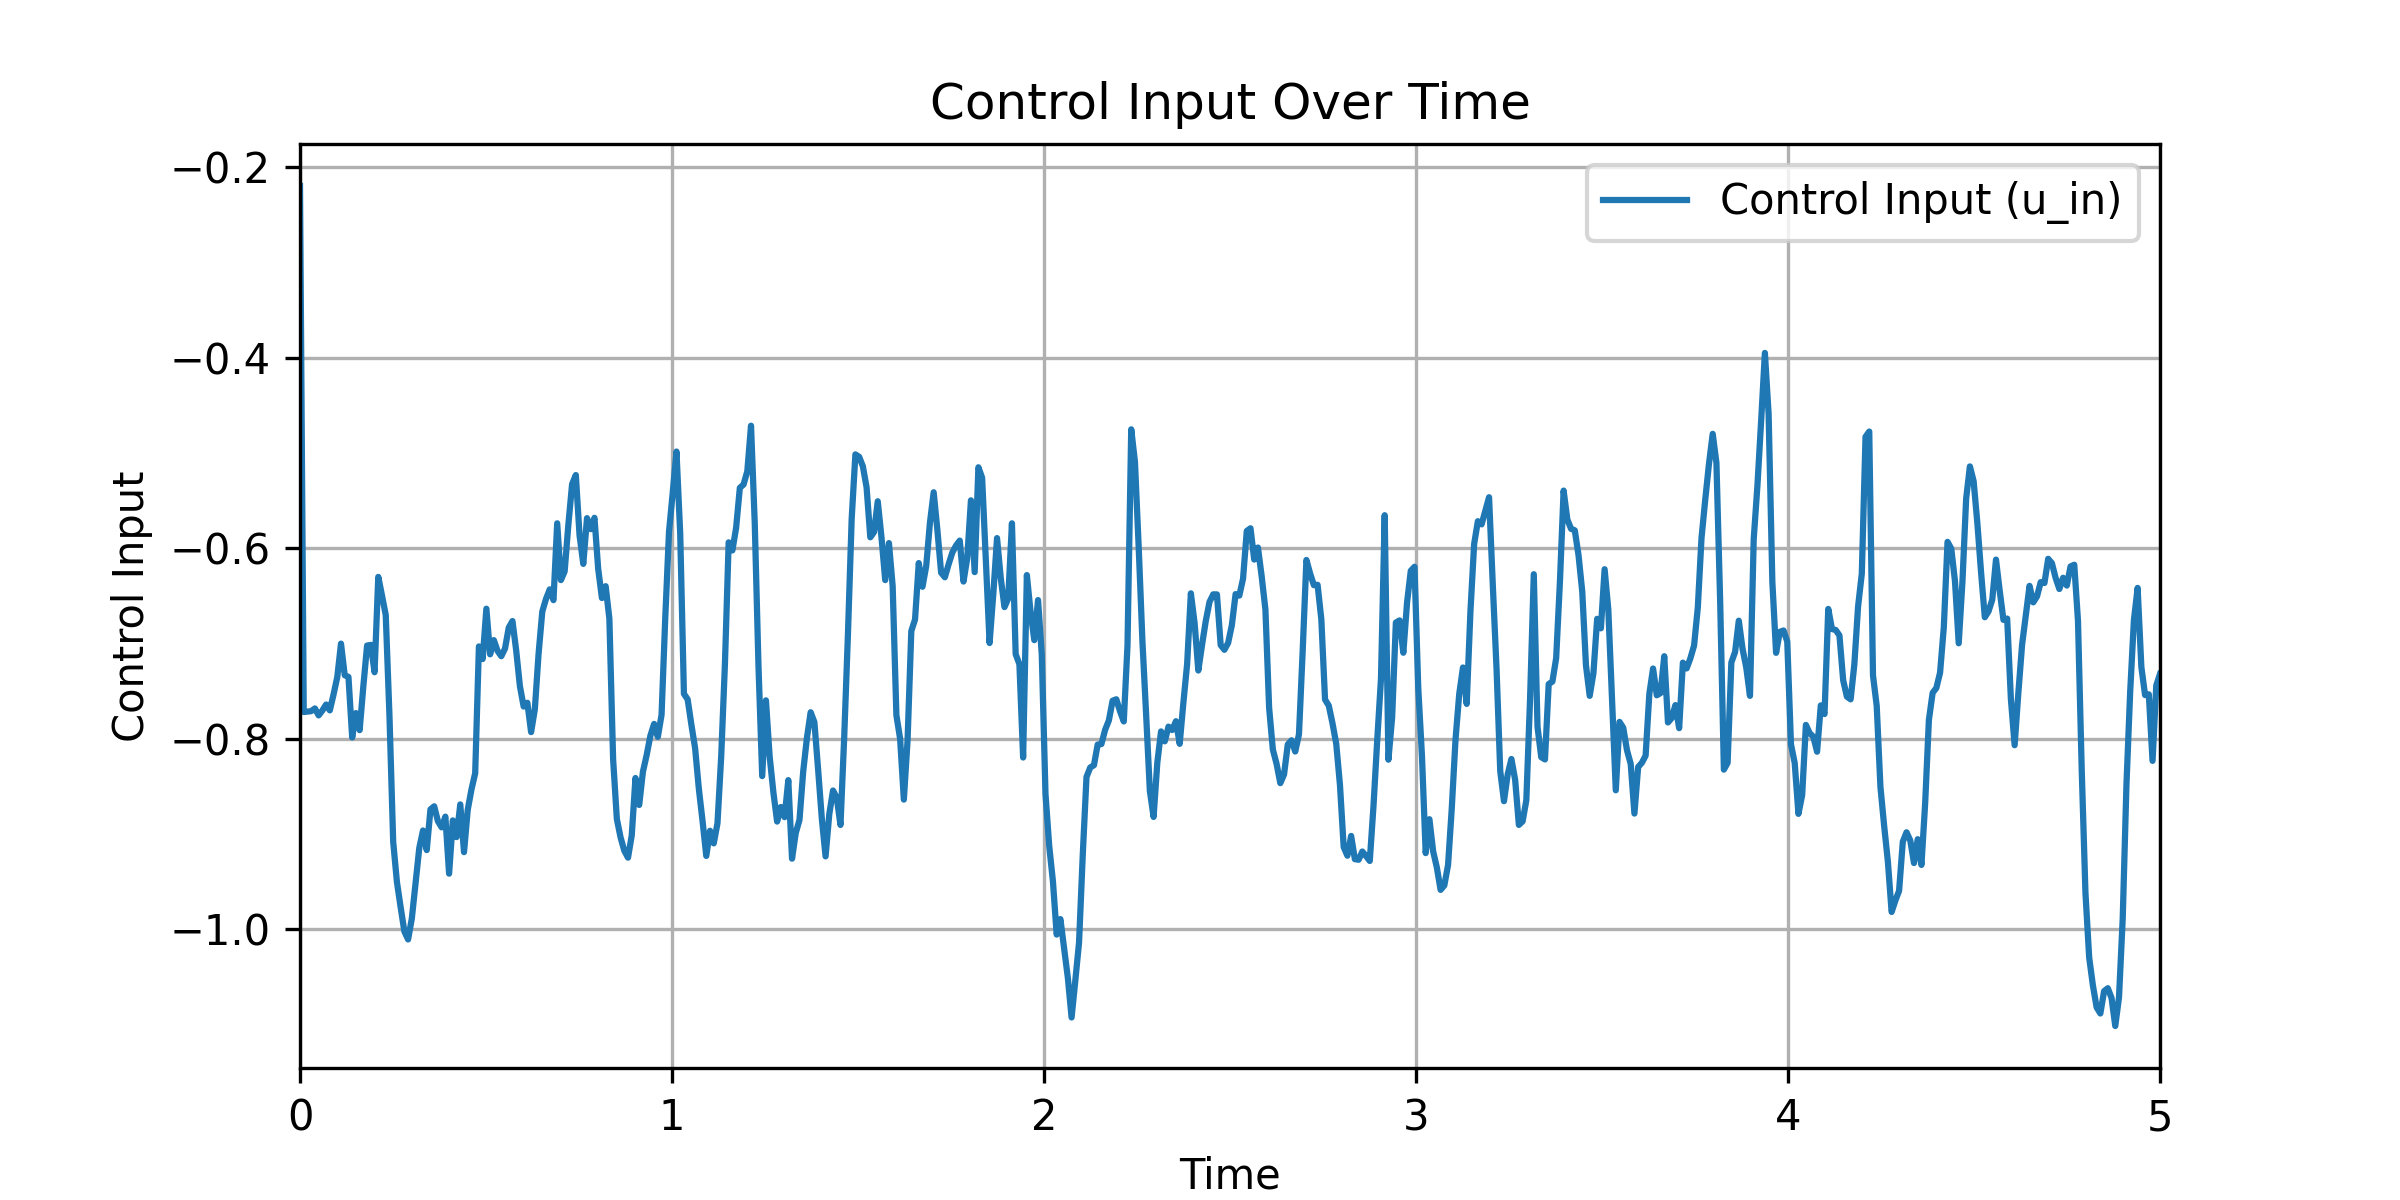 Control Input Over Time
−0.2
−0.4
−0.6
−0.8
−1.0
Control Input
Control Input (u_in)
0 1 2 3 4 5
Time